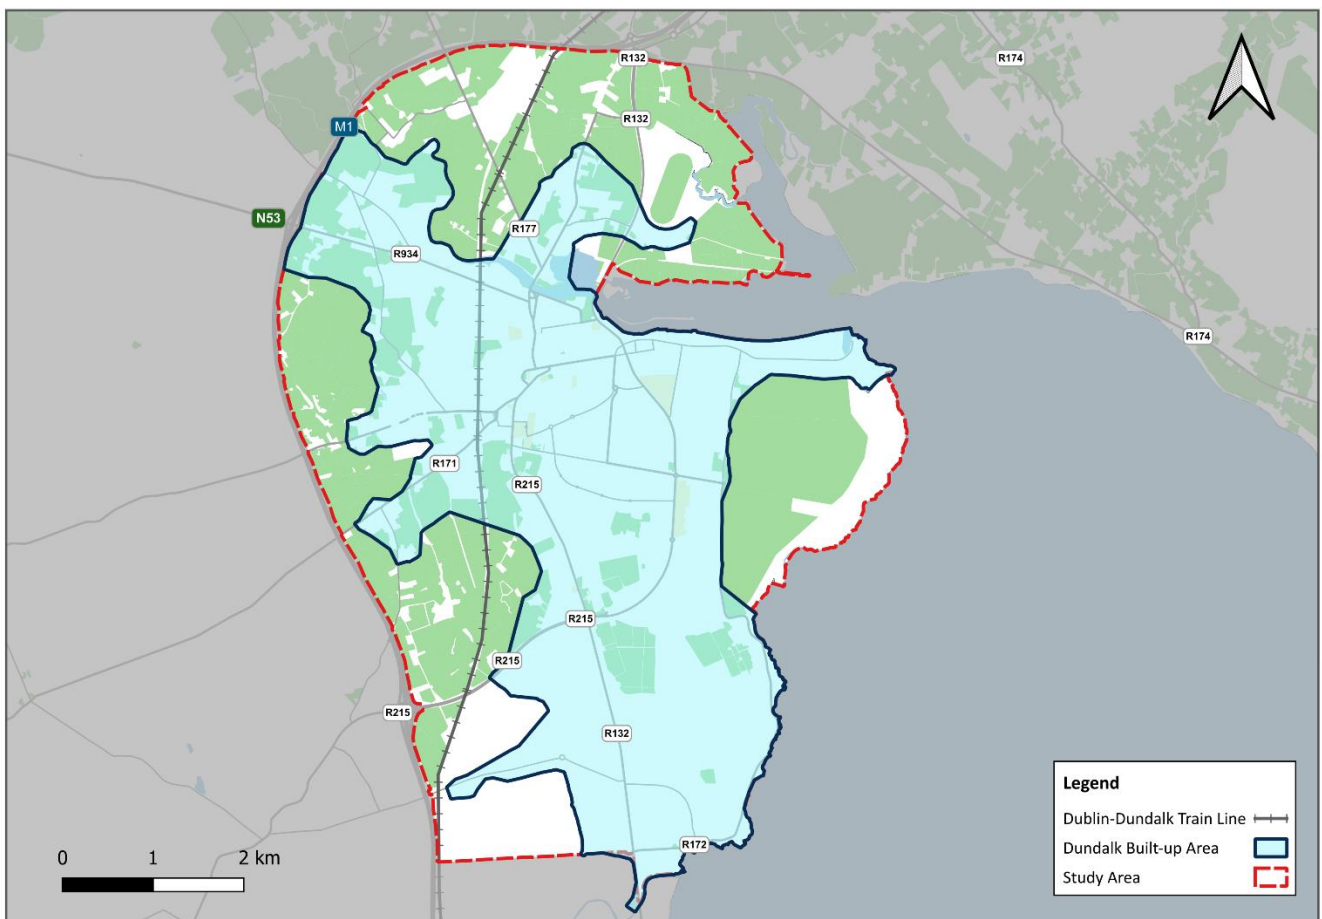 R132
R174
R132
M1
N53
R177
R934
R174
R171
R215
R215
R215
R215
R132
R172
0 1 2 km
Legend
Dublin-Dundalk Train Line
Dundalk Built-up Area
Study Area